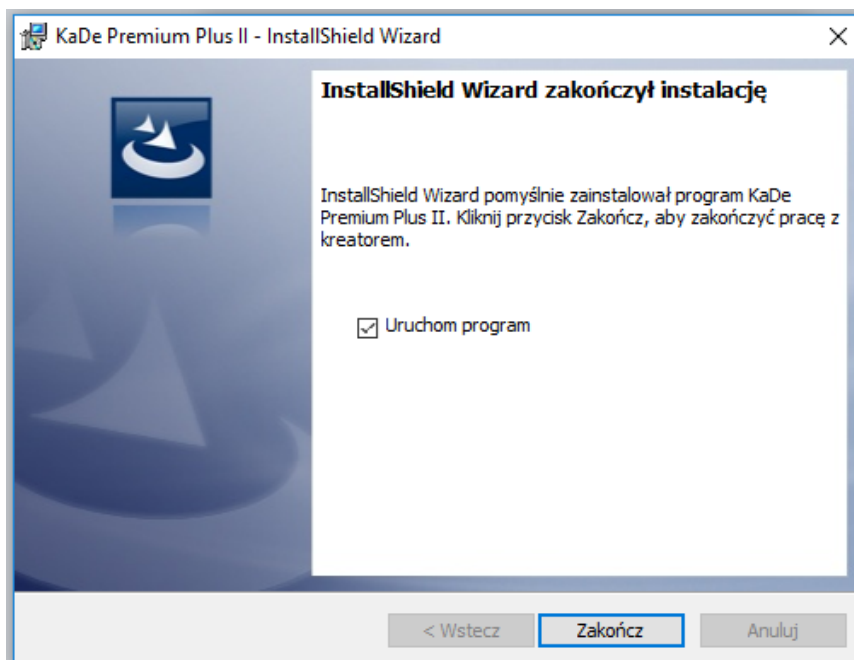 KaDe Premium Plus II - InstallShield Wizard
InstallShield Wizard zakończył instalację
InstallShield Wizard pomyślnie zainstalował program KaDe
Premium Plus II. Kliknij przycisk Zakończ, aby zakończyć pracę z
kreatorem.
Uruchom program
< Wstecz
Zakończ
Anuluj